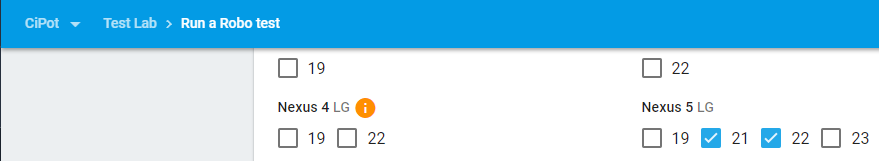 CiPot Test Lab > Run a Robo test
19 22
Nexus 4 LG Nexus 5 LG
19 22 19 21 22 23